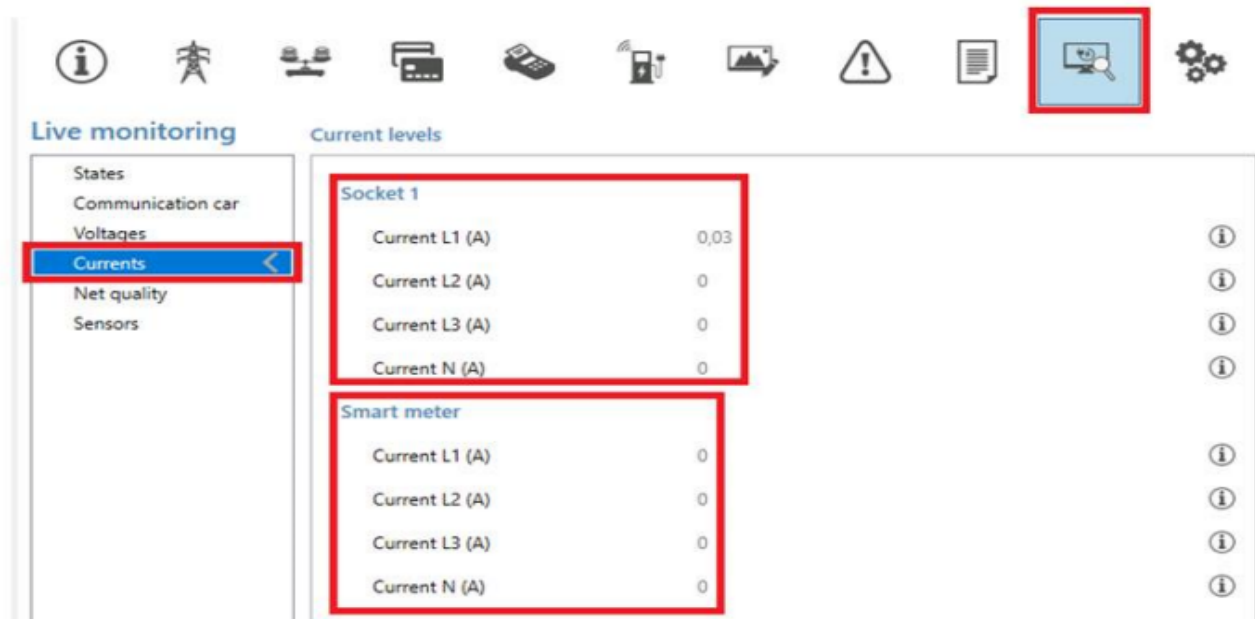 Live monitoring
Current levels
States
Communication car
Voltages
Currents
Net quality
Sensors
Socket 1
Current L1 (A) 0,03
Current L2 (A) 0
Current L3 (A) 0
Current N (A) 0
Smart meter
Current L1 (A) 0
Current L2 (A) 0
Current L3 (A) 0
Current N (A) 0